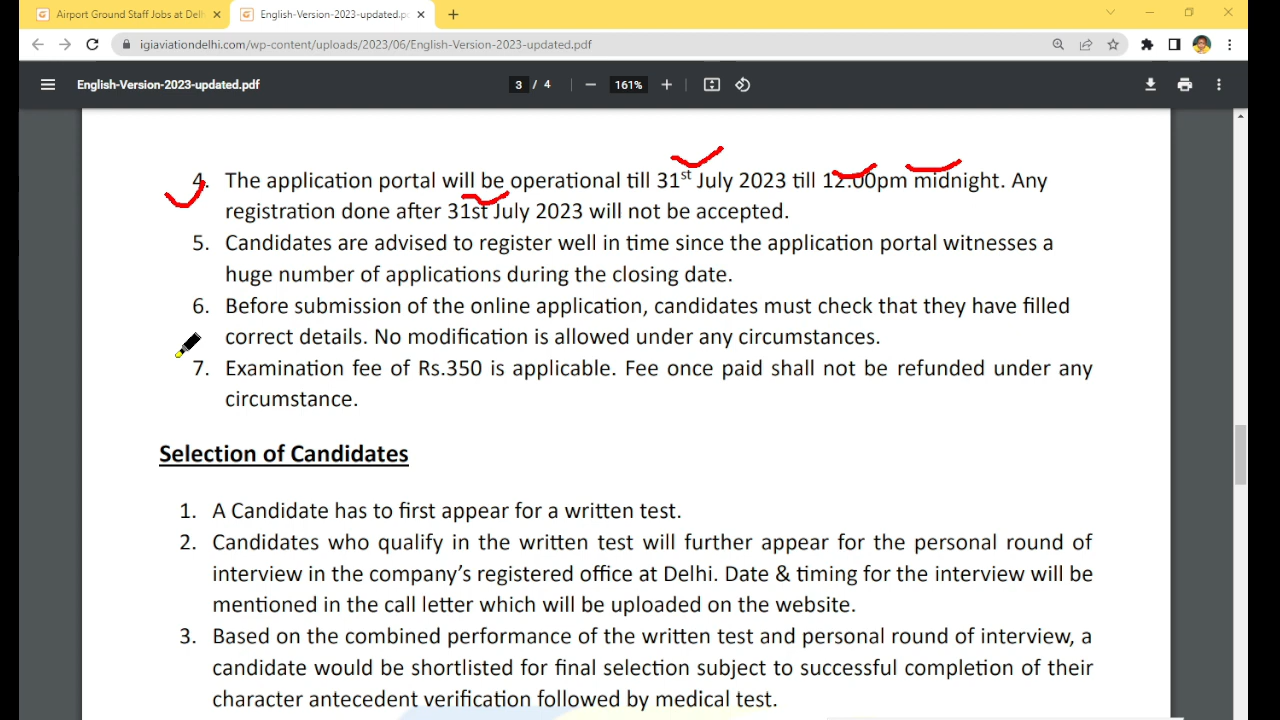 Airport Ground Staff Jobs at Delh
English-Version-2023-updated.p
igiaviationdelhi.com/wp-content/uploads/2023/06/English-Version-2023-updated.pdf
English-Version-2023-updated.pdf
3 / 4
161%
4. The application portal will be operational till 31st July 2023 till 12.00pm midnight. Any
registration done after 31st July 2023 will not be accepted.
5. Candidates are advised to register well in time since the application portal witnesses a
huge number of applications during the closing date.
6. Before submission of the online application, candidates must check that they have filled
correct details. No modification is allowed under any circumstances.
7. Examination fee of Rs.350 is applicable. Fee once paid shall not be refunded under any
circumstance.
Selection of Candidates
1. A Candidate has to first appear for a written test.
2. Candidates who qualify in the written test will further appear for the personal round of
interview in the company's registered office at Delhi. Date & timing for the interview will be
mentioned in the call letter which will be uploaded on the website.
3. Based on the combined performance of the written test and personal round of interview, a
candidate would be shortlisted for final selection subject to successful completion of their
character antecedent verification followed by medical test.